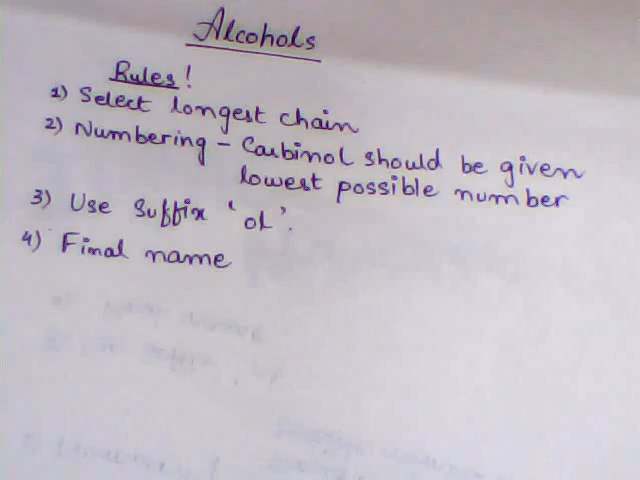 Alcohols
Rules!
1) Select longest chain
2) Numbering - Carbinol should be given
lowest possible number
3) Use Suffix 'ol'.
4) Final name